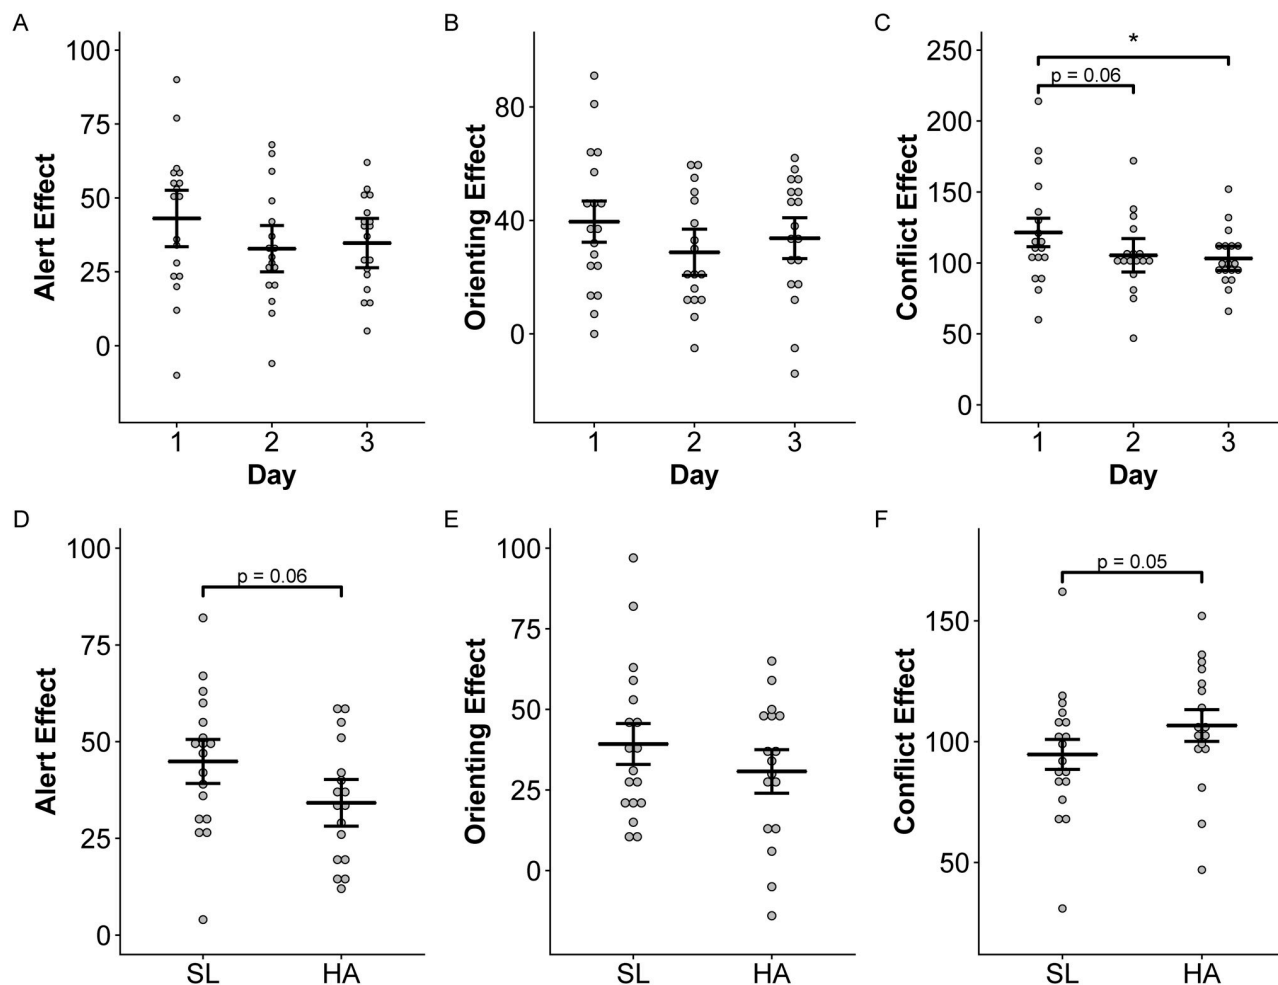 A
B
C
100
75
50
25
0
Alert Effect
1
2
3
Day
80
40
0
Orienting Effect
1
2
3
Day
*
p = 0.06
250
200
150
100
50
0
Conflict Effect
1
2
3
Day
D
E
F
p = 0.06
100
75
50
25
0
Alert Effect
SL
HA
100
75
50
25
0
Orienting Effect
SL
HA
p = 0.05
150
100
50
Conflict Effect
SL
HA